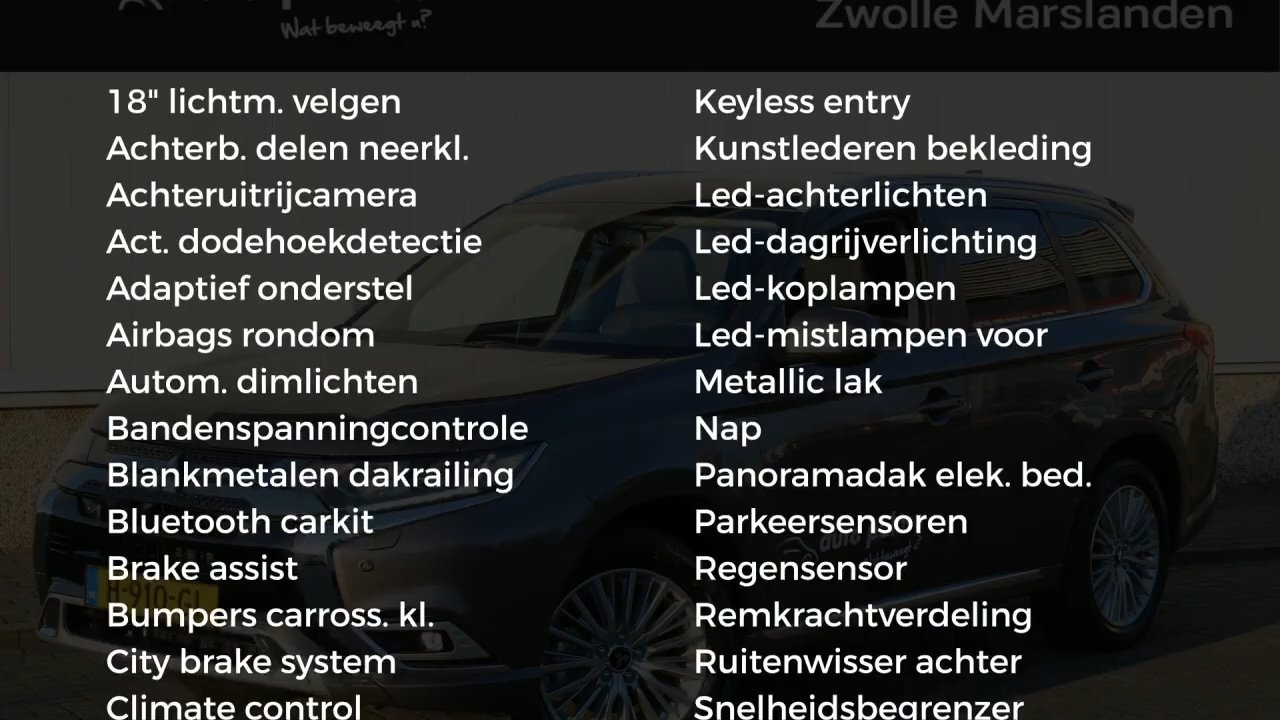 Wat beweegt u?
Zwolle Marslanden
18" lichtm. velgen
Achterb. delen neerkl.
Achteruitrijcamera
Act. dodehoekdetectie
Adaptief onderstel
Airbags rondom
Autom. dimlichten
Bandenspanningcontrole
Blankmetalen dakrailing
Bluetooth carkit
Brake assist
Bumpers carross. kl.
City brake system
Climate control
Keyless entry
Kunstlederen bekleding
Led-achterlichten
Led-dagrijverlichting
Led-koplampen
Led-mistlampen voor
Metallic lak
Nap
Panoramadak elek. bed.
Parkeersensoren
Regensensor
Remkrachtverdeling
Ruitenwisser achter
Snelheidsbegrenzer